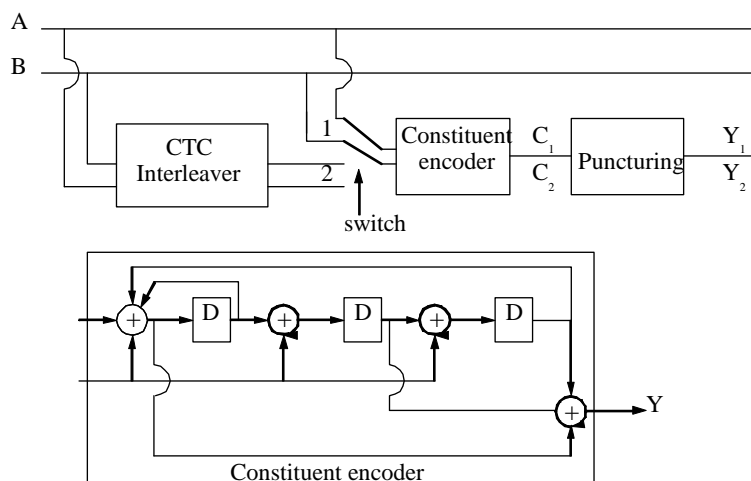 A
B
1
CTC
Interleaver
2
switch
Constituent
encoder
C1
C2
Puncturing
Y1
Y2
+
D
+
D
+
D
+
Y
Constituent encoder